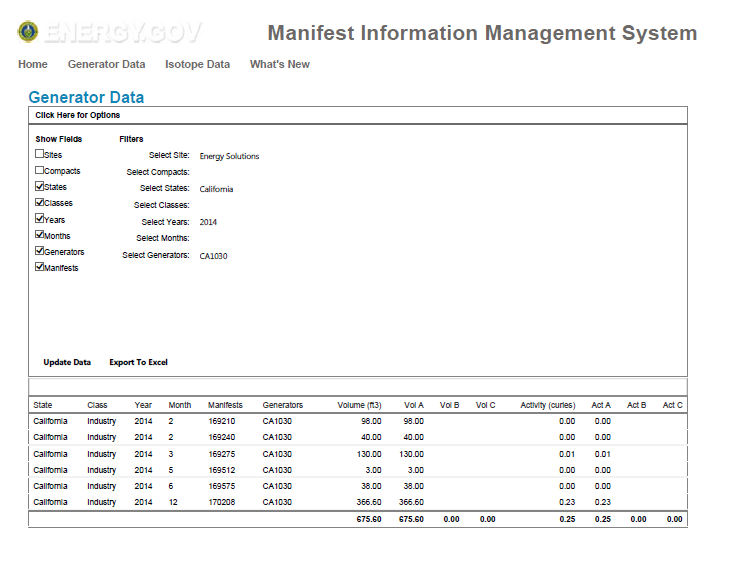 ENERGY.GOV Manifest Information Management System
Home Generator Data Isotope Data What's New
Generator Data
Click Here for Options
Show Fields Filters
Sites Select Site: Energy Solutions
Compacts Select Compacts:
States Select States: California
Classes Select Classes:
Years Select Years: 2014
Months Select Months:
Generators Select Generators: CA1030
Manifests
Update Data Export To Excel
State Class Year Month Manifests Generators Volume (ft3) Vol A Vol B Vol C Activity (curies) Act A Act B Act C
California Industry 2014 2 169210 CA1030 98.00 98.00 0.00 0.00
California Industry 2014 2 169240 CA1030 40.00 40.00 0.00 0.00
California Industry 2014 3 169275 CA1030 130.00 130.00 0.01 0.01
California Industry 2014 5 169512 CA1030 3.00 3.00 0.00 0.00
California Industry 2014 6 169575 CA1030 38.00 38.00 0.00 0.00
California Industry 2014 12 170208 CA1030 366.60 366.60 0.23 0.23
675.60 675.60 0.00 0.00 0.25 0.25 0.00 0.00